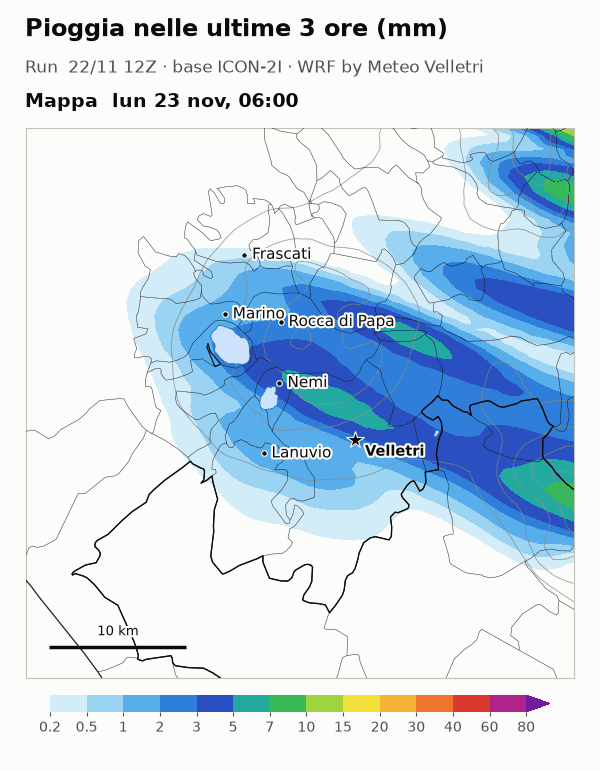 Pioggia nelle ultime 3 ore (mm)
Run  22/11 12Z · base ICON-2I · WRF by Meteo Velletri
Mappa  lun 23 nov, 06:00
Frascati
Marino
Rocca di Papa
Nemi
Velletri
Lanuvio
10 km
0.2 0.5 1 2 3 5 7 10 15 20 30 40 60 80